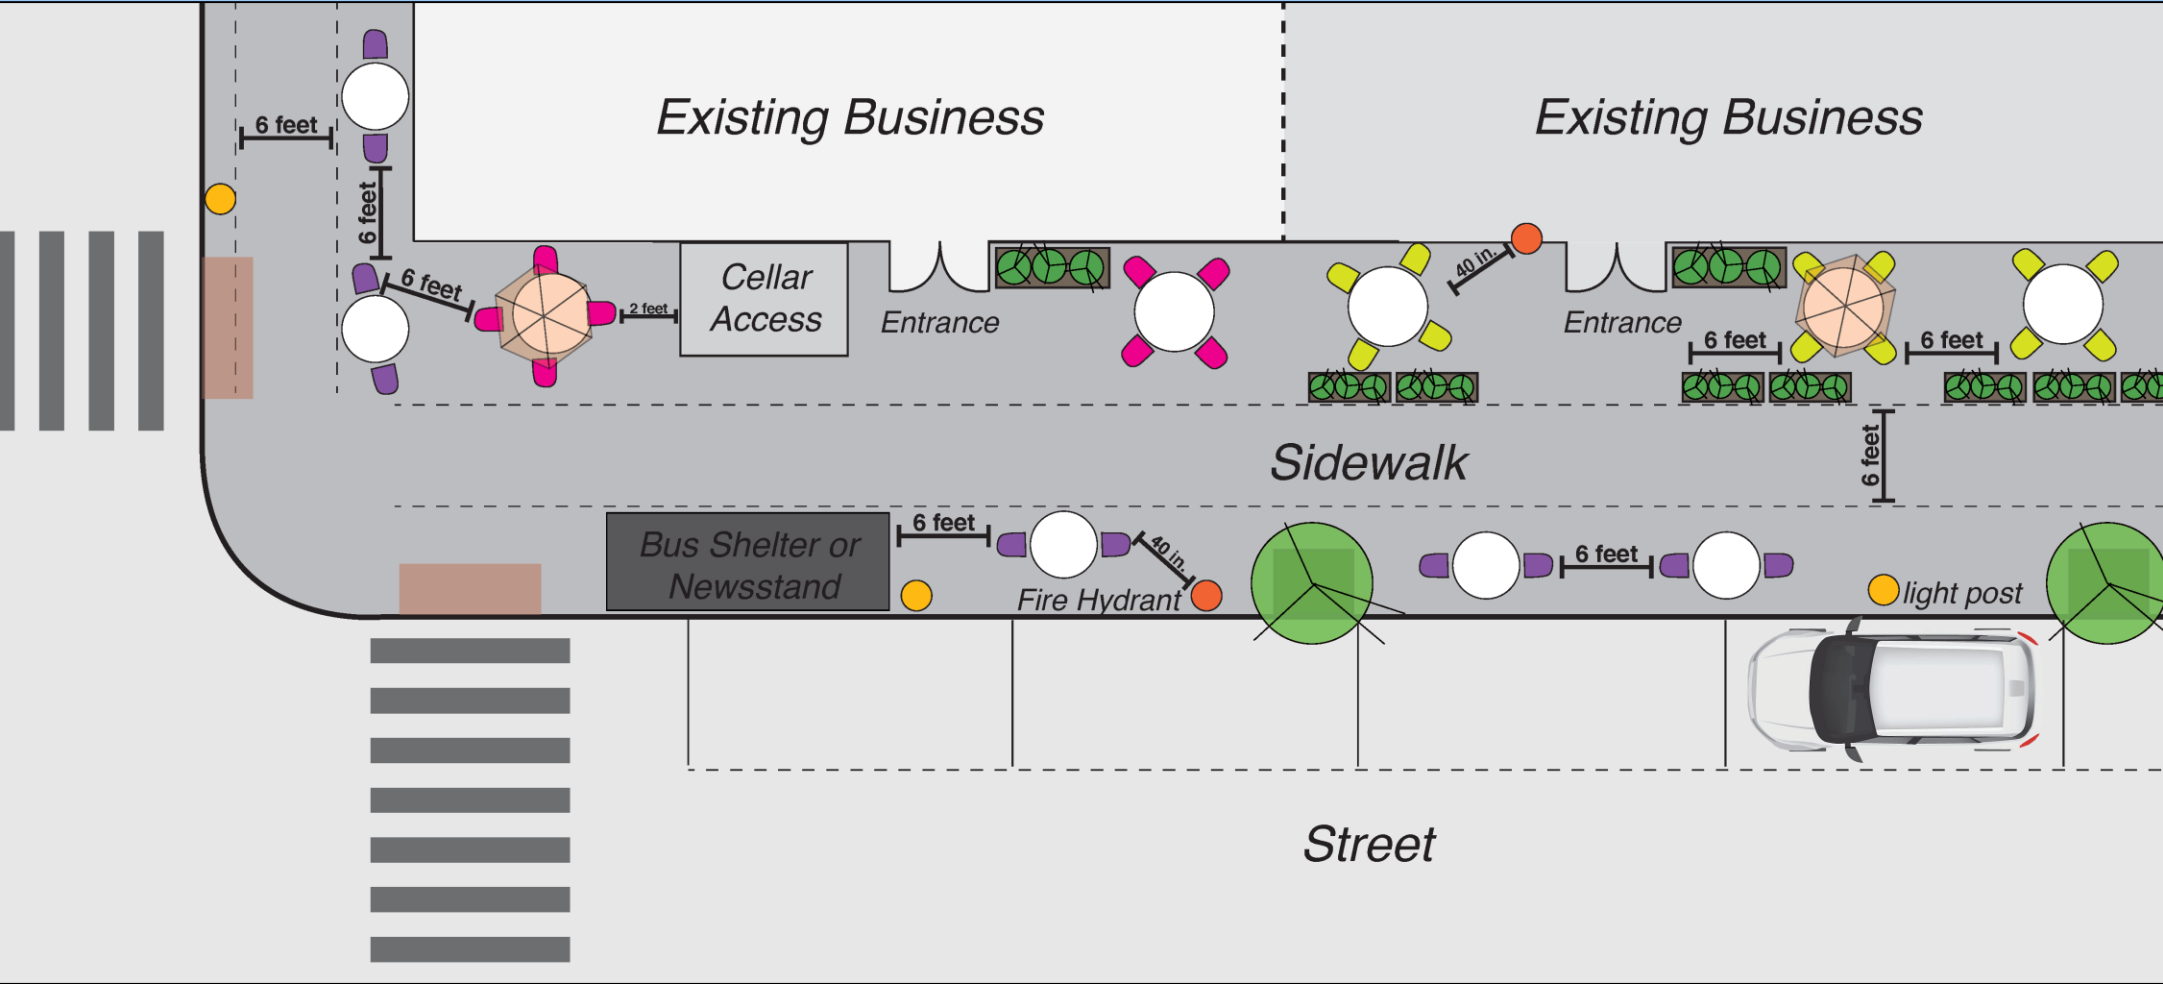 Existing Business
Existing Business
6 feet
6 feet
6 feet
2 feet
Cellar
Access
Entrance
40 in.
Entrance
6 feet
6 feet
Sidewalk
6 feet
Bus Shelter or
Newsstand
6 feet
40 in.
Fire Hydrant
6 feet
light post
Street